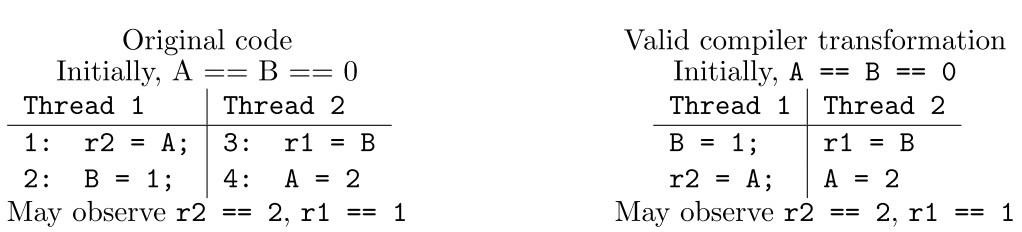 Original code
Initially, A == B == 0
Thread 1 Thread 2
1: r2 = A; 3: r1 = B
2: B = 1; 4: A = 2
May observe r2 == 2, r1 == 1
Valid compiler transformation
Initially, A == B == 0
Thread 1 Thread 2
B = 1; r1 = B
r2 = A; A = 2
May observe r2 == 2, r1 == 1